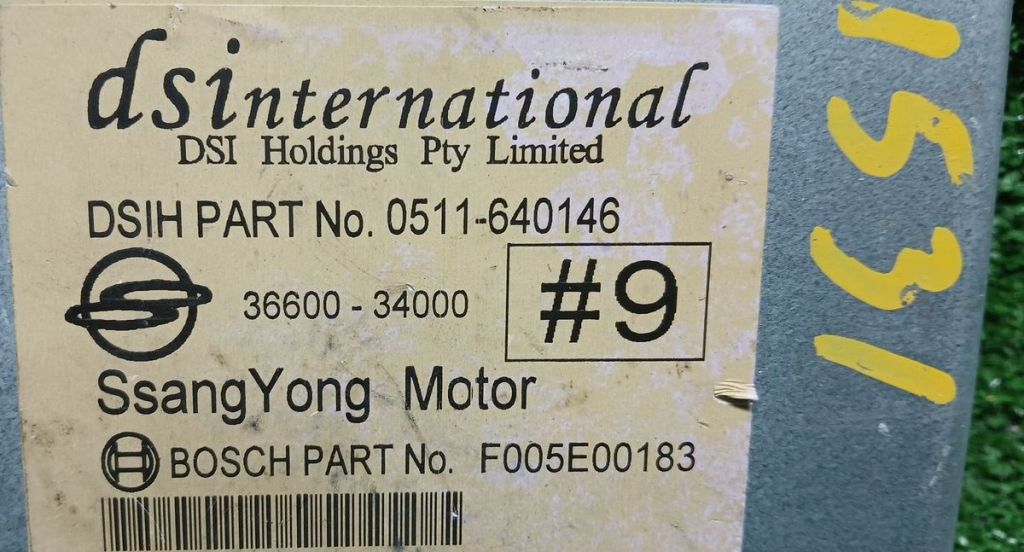 dsinternational
DSI Holdings Pty Limited
DSIH PART No. 0511-640146
36600 - 34000
#9
SsangYong Motor
BOSCH PART No. F005E00183
1531